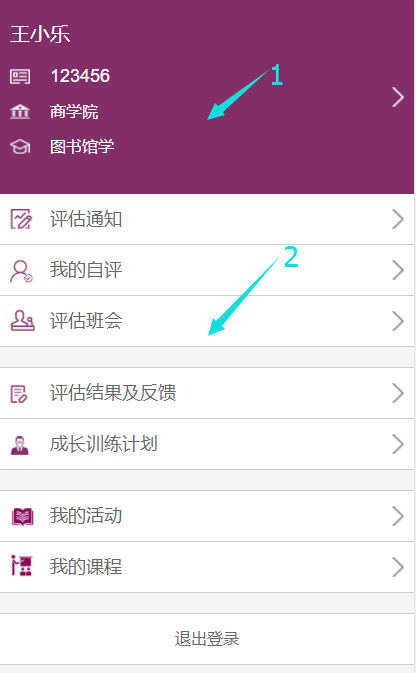 王小乐
123456
1
商学院
图书馆学
评估通知
2
我的自评
评估班会
评估结果及反馈
成长训练计划
我的活动
我的课程
退出登录